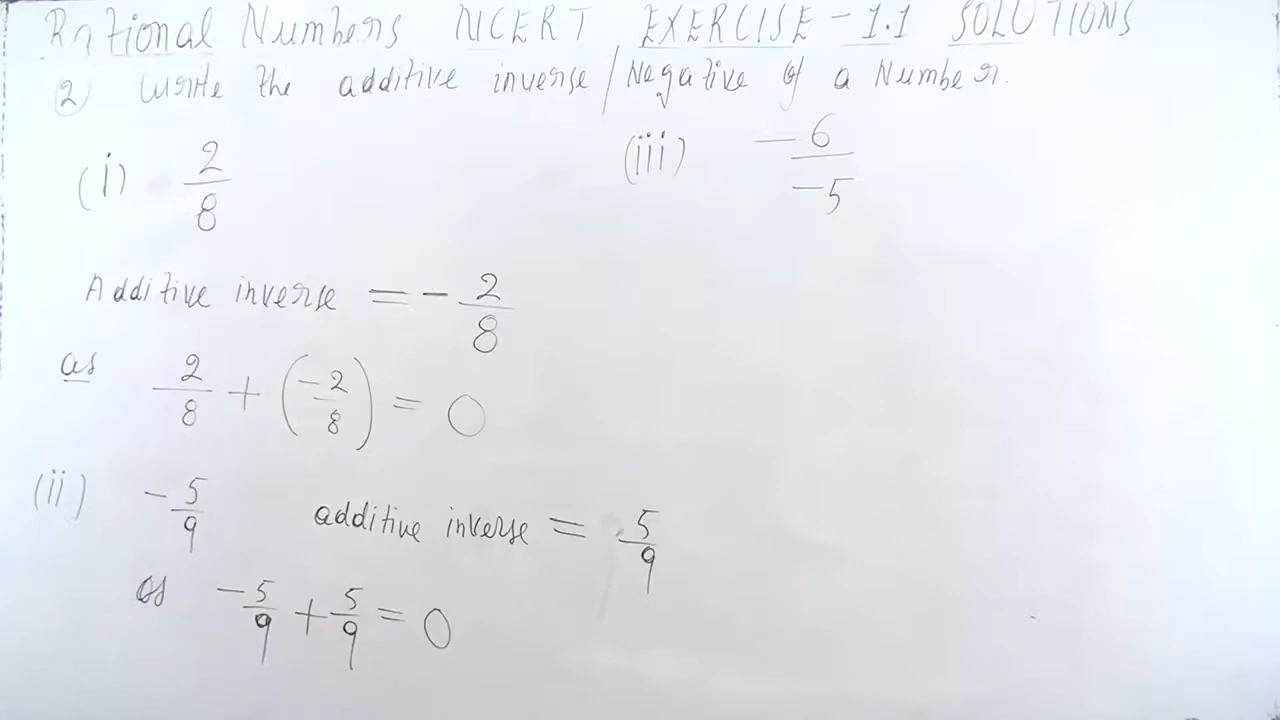 Rational Numbers NCERT EXERCISE - 1.1 SOLUTIONS
(2) Write the additive inverse / Negative of a Number.
(i) 2/8
Additive inverse = - 2/8
as 2/8 + (-2/8) = 0
(ii) -5/9 additive inverse = 5/9
as -5/9 + 5/9 = 0
(iii) -6/-5